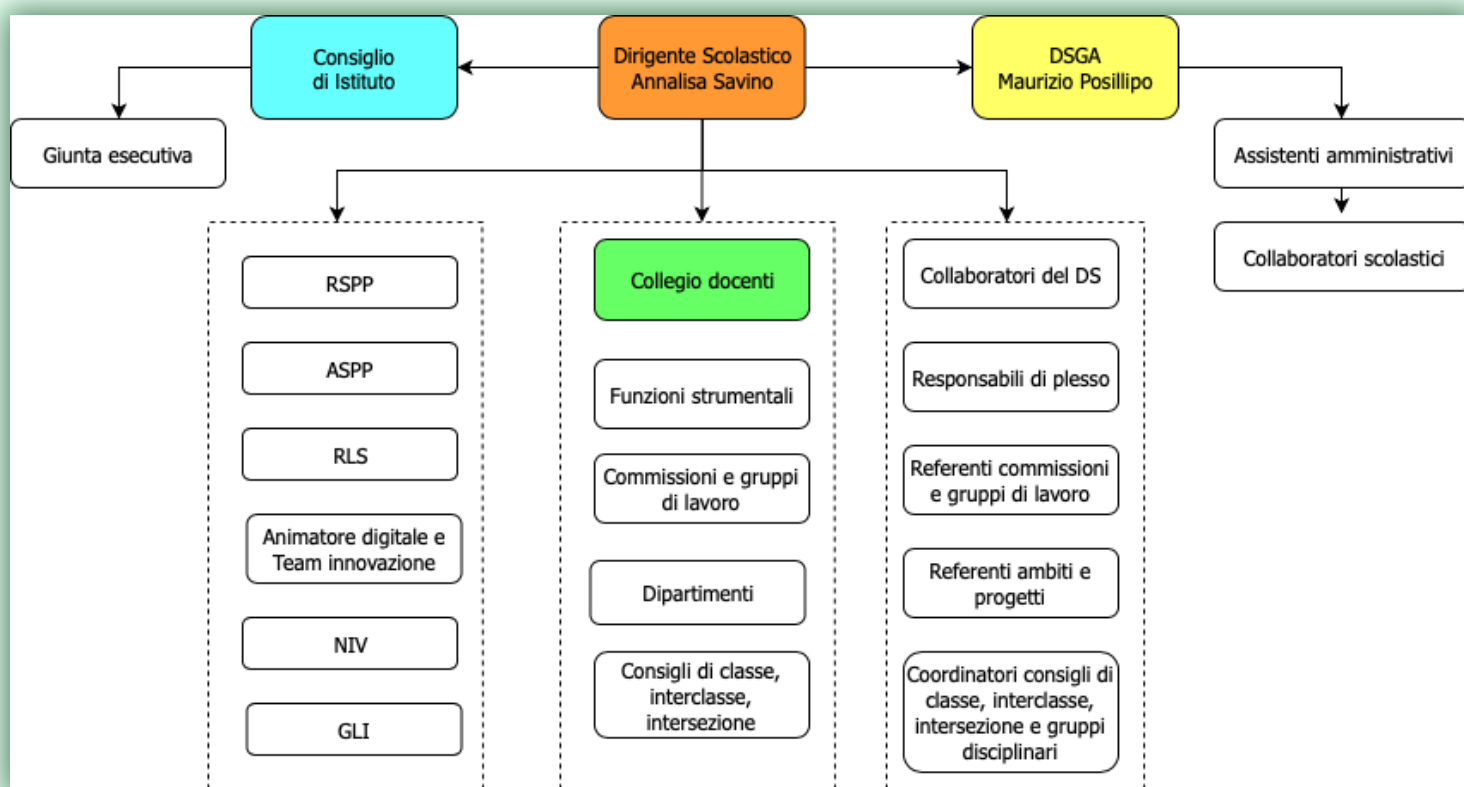 Consiglio
di Istituto
Dirigente Scolastico
Annalisa Savino
DSGA
Maurizio Posillipo
Giunta esecutiva
Assistenti amministrativi
Collaboratori scolastici
RSPP
ASPP
RLS
Animatore digitale e
Team innovazione
NIV
GLI
Collegio docenti
Funzioni strumentali
Commissioni e gruppi
di lavoro
Dipartimenti
Consigli di classe,
interclasse,
intersezione
Collaboratori del DS
Responsabili di plesso
Referenti commissioni
e gruppi di lavoro
Referenti ambiti e
progetti
Coordinatori consigli di
classe, interclasse,
intersezione e gruppi
disciplinari